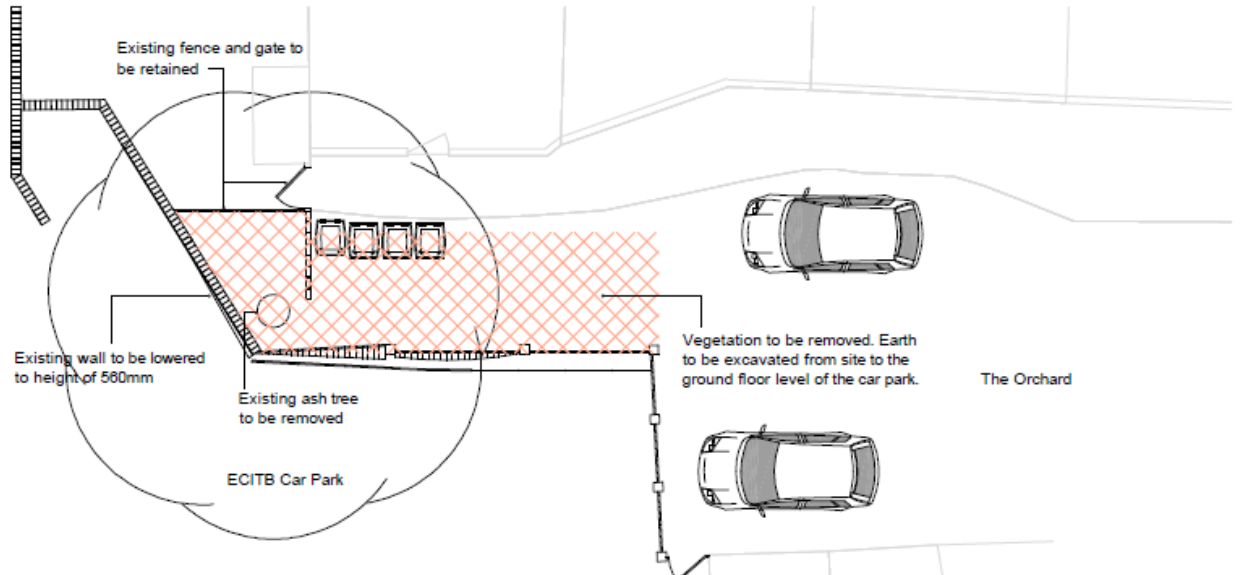 Existing fence and gate to
be retained
Existing wall to be lowered
to height of 560mm
Existing ash tree
to be removed
Vegetation to be removed. Earth
to be excavated from site to the
ground floor level of the car park.
The Orchard
ECITB Car Park